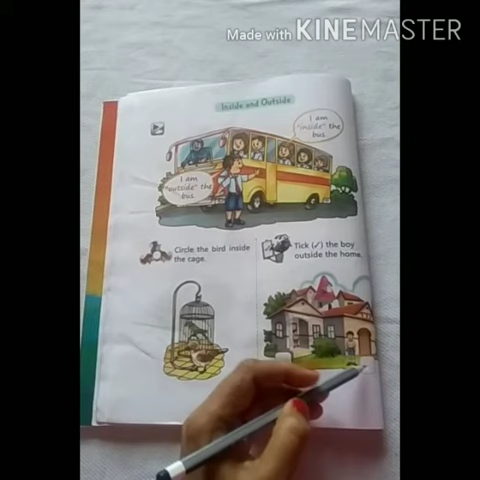 Made with KINEMASTER
Inside and Outside
I am
"inside" the
bus.
I am
"outside" the
bus.
Circle the bird inside
the cage.
Tick (✓) the boy
outside the home.